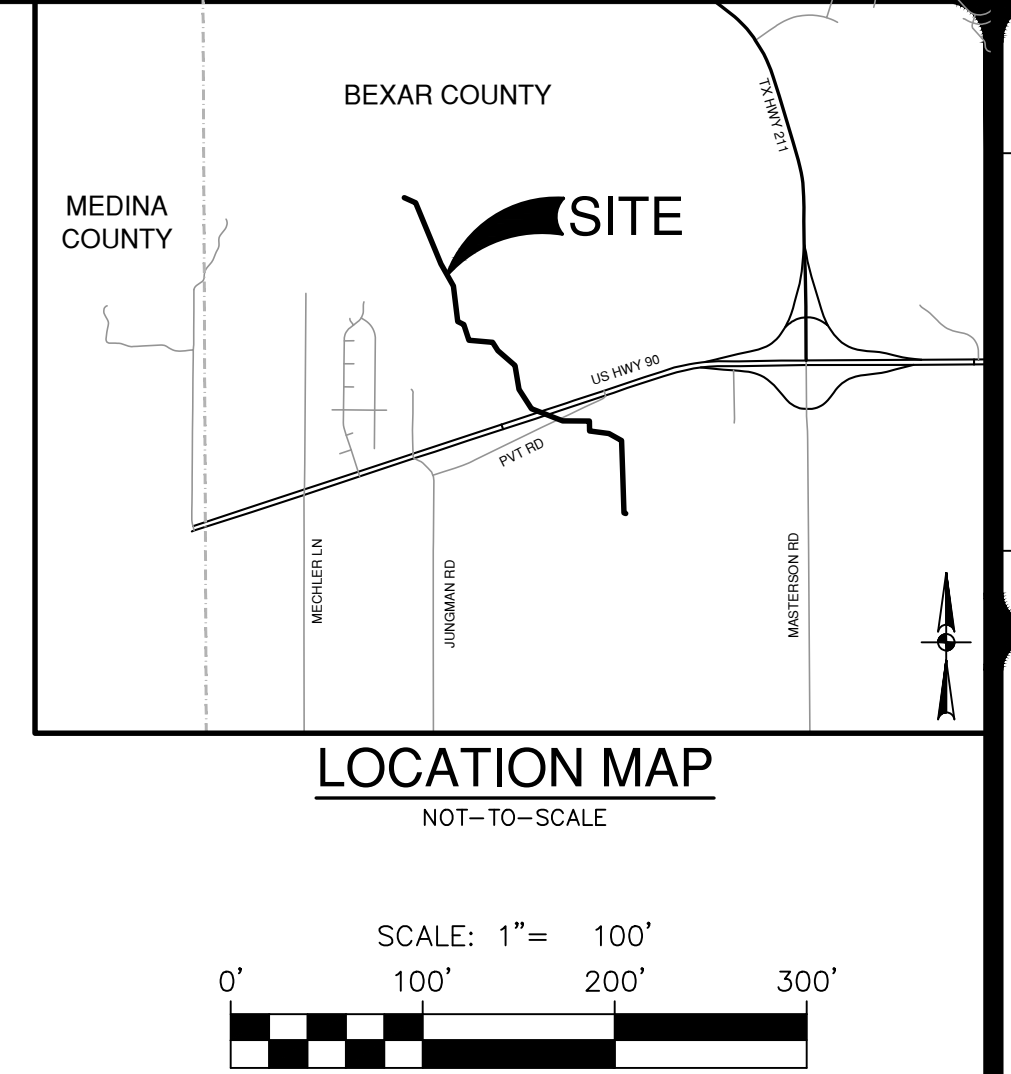 BEXAR COUNTY
TX HWY 211
MEDINA
COUNTY
SITE
US HWY 90
PVT RD
MECHLER LN
JUNGMAN RD
MASTERSON RD
LOCATION MAP
NOT-TO-SCALE
SCALE: 1"= 100'
0' 100' 200' 300'